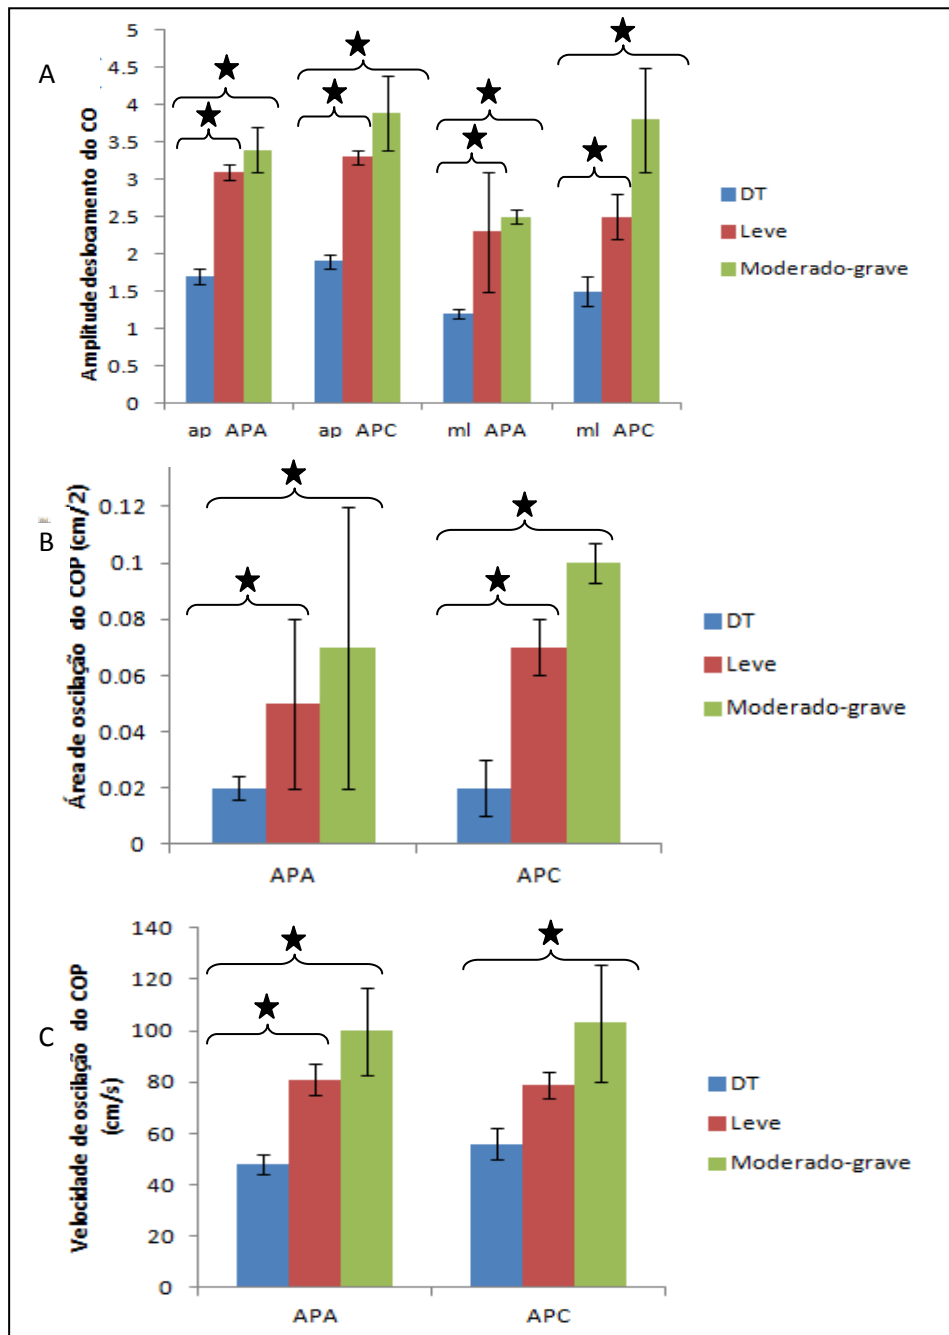 A
Amplitude deslocamento do CO
5
4.5
4
3.5
3
2.5
2
1.5
1
0.5
0
ap APA
ap APC
ml APA
ml APC
DT
Leve
Moderado-grave
B
Área de oscilação do COP (cm/2)
0.12
0.1
0.08
0.06
0.04
0.02
0
APA
APC
DT
Leve
Moderado-grave
C
Velocidade de oscilação do COP
(cm/s)
140
120
100
80
60
40
20
0
APA
APC
DT
Leve
Moderado-grave